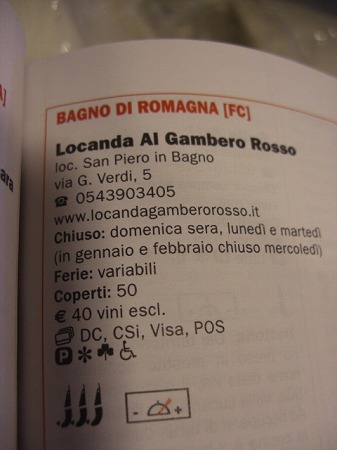 BAGNO DI ROMAGNA [FC]
Locanda Al Gambero Rosso
loc. San Piero in Bagno
via G. Verdi, 5
☎ 0543903405
www.locandagamberorosso.it
Chiuso: domenica sera, lunedì e martedì
(in gennaio e febbraio chiuso mercoledì)
Ferie: variabili
Coperti: 50
€ 40 vini escl.
DC, CSi, Visa, POS
P
- +